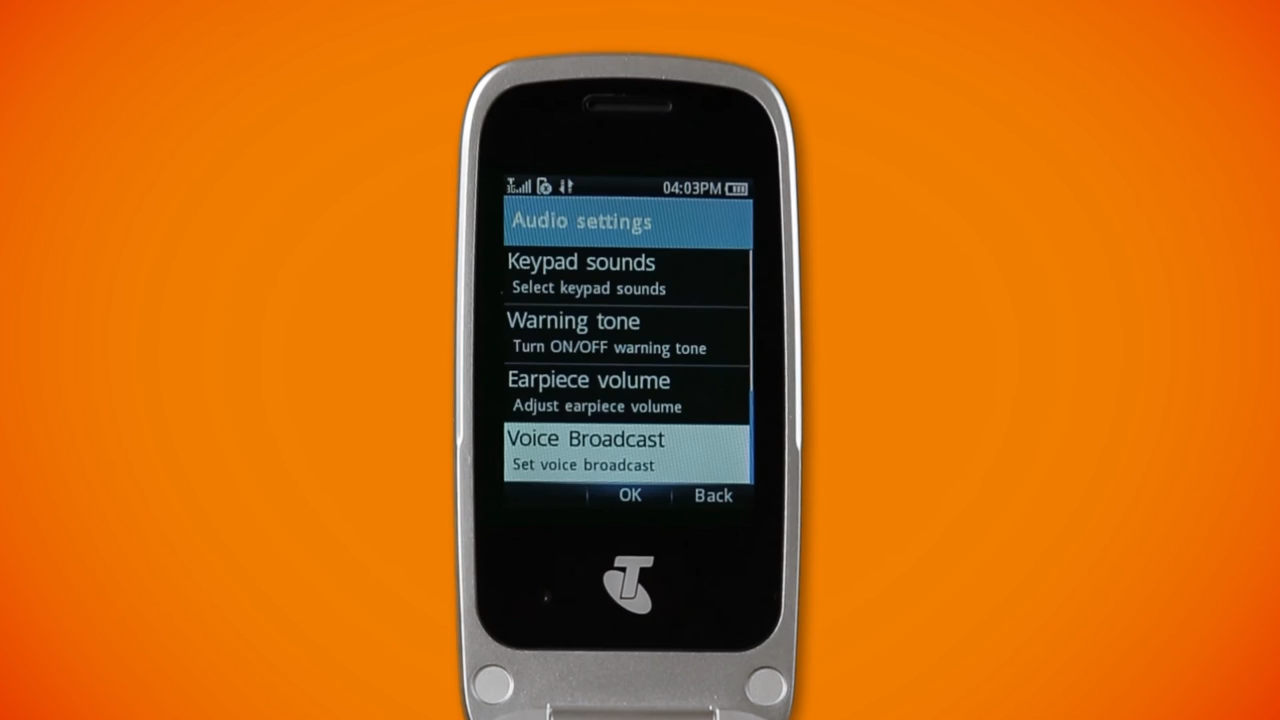 04:03PM
Audio settings
Keypad sounds
Select keypad sounds
Warning tone
Turn ON/OFF warning tone
Earpiece volume
Adjust earpiece volume
Voice Broadcast
Set voice broadcast
OK Back
T